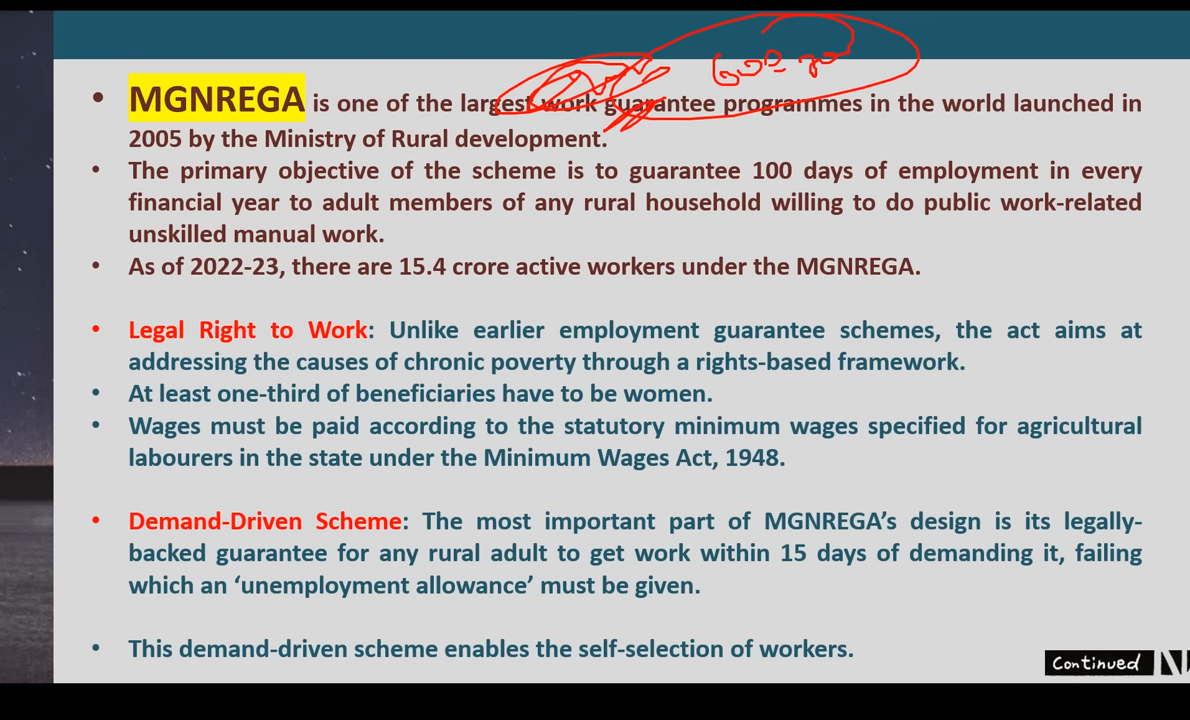 • MGNREGA is one of the largest work guarantee programmes in the world launched in
2005 by the Ministry of Rural development.
• The primary objective of the scheme is to guarantee 100 days of employment in every
financial year to adult members of any rural household willing to do public work-related
unskilled manual work.
• As of 2022-23, there are 15.4 crore active workers under the MGNREGA.
• Legal Right to Work: Unlike earlier employment guarantee schemes, the act aims at
addressing the causes of chronic poverty through a rights-based framework.
• At least one-third of beneficiaries have to be women.
• Wages must be paid according to the statutory minimum wages specified for agricultural
labourers in the state under the Minimum Wages Act, 1948.
• Demand-Driven Scheme: The most important part of MGNREGA’s design is its legally-
backed guarantee for any rural adult to get work within 15 days of demanding it, failing
which an ‘unemployment allowance’ must be given.
• This demand-driven scheme enables the self-selection of workers.
Continued